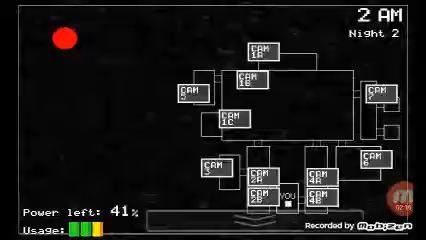 2 AM
Night 2
CAM 1A
CAM 1B
CAM 5
CAM 7
CAM 1C
CAM 6
CAM 3
CAM 2A
CAM 4A
CAM 2B
YOU
CAM 4B
Power left: 41%
Usage:
Recorded by Mobizen